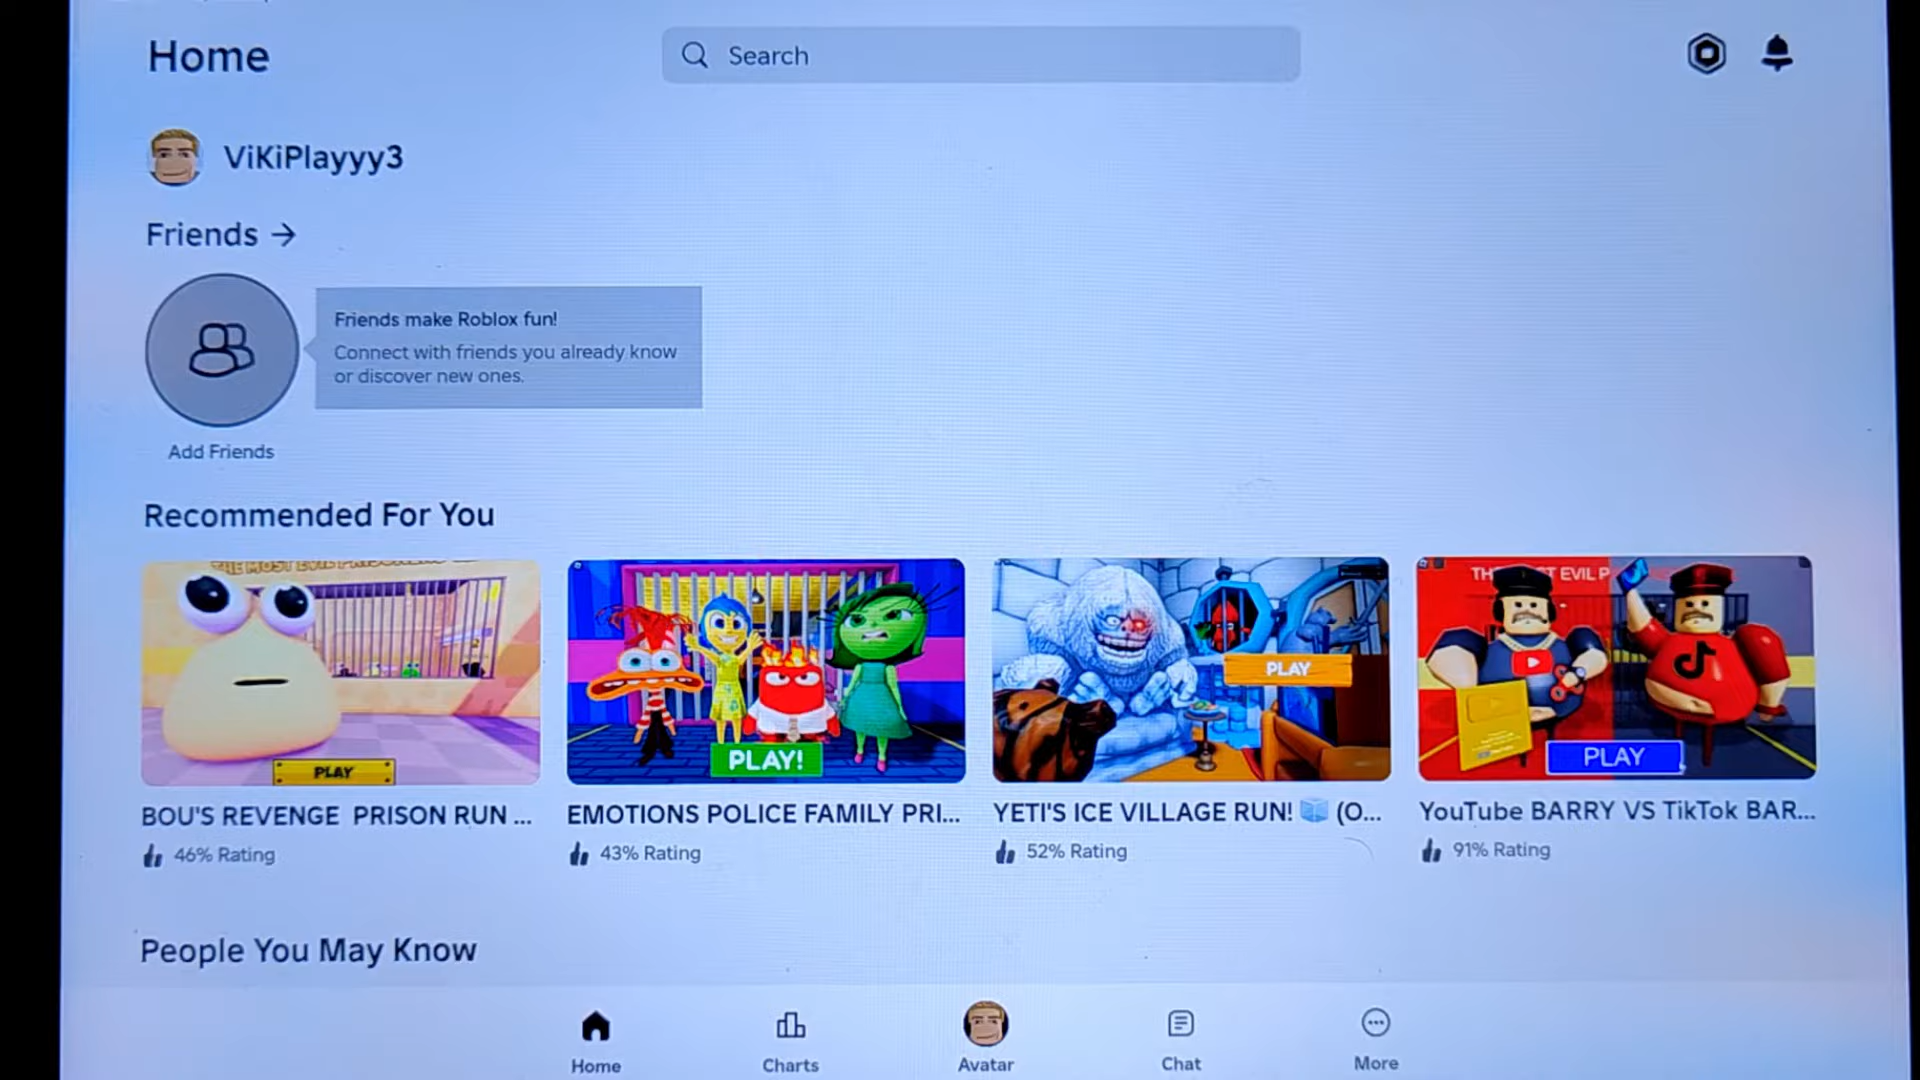 Home
Search
ViKiPlayyy3
Friends →
Friends make Roblox fun!
Connect with friends you already know
or discover new ones.
Add Friends
Recommended For You
PLAY
PLAY!
PLAY
PLAY
BOU'S REVENGE PRISON RUN ...
EMOTIONS POLICE FAMILY PRI...
YETI'S ICE VILLAGE RUN! 🧊 (O...
YouTube BARRY VS TikTok BAR...
46% Rating
43% Rating
52% Rating
91% Rating
People You May Know
Home
Charts
Avatar
Chat
More